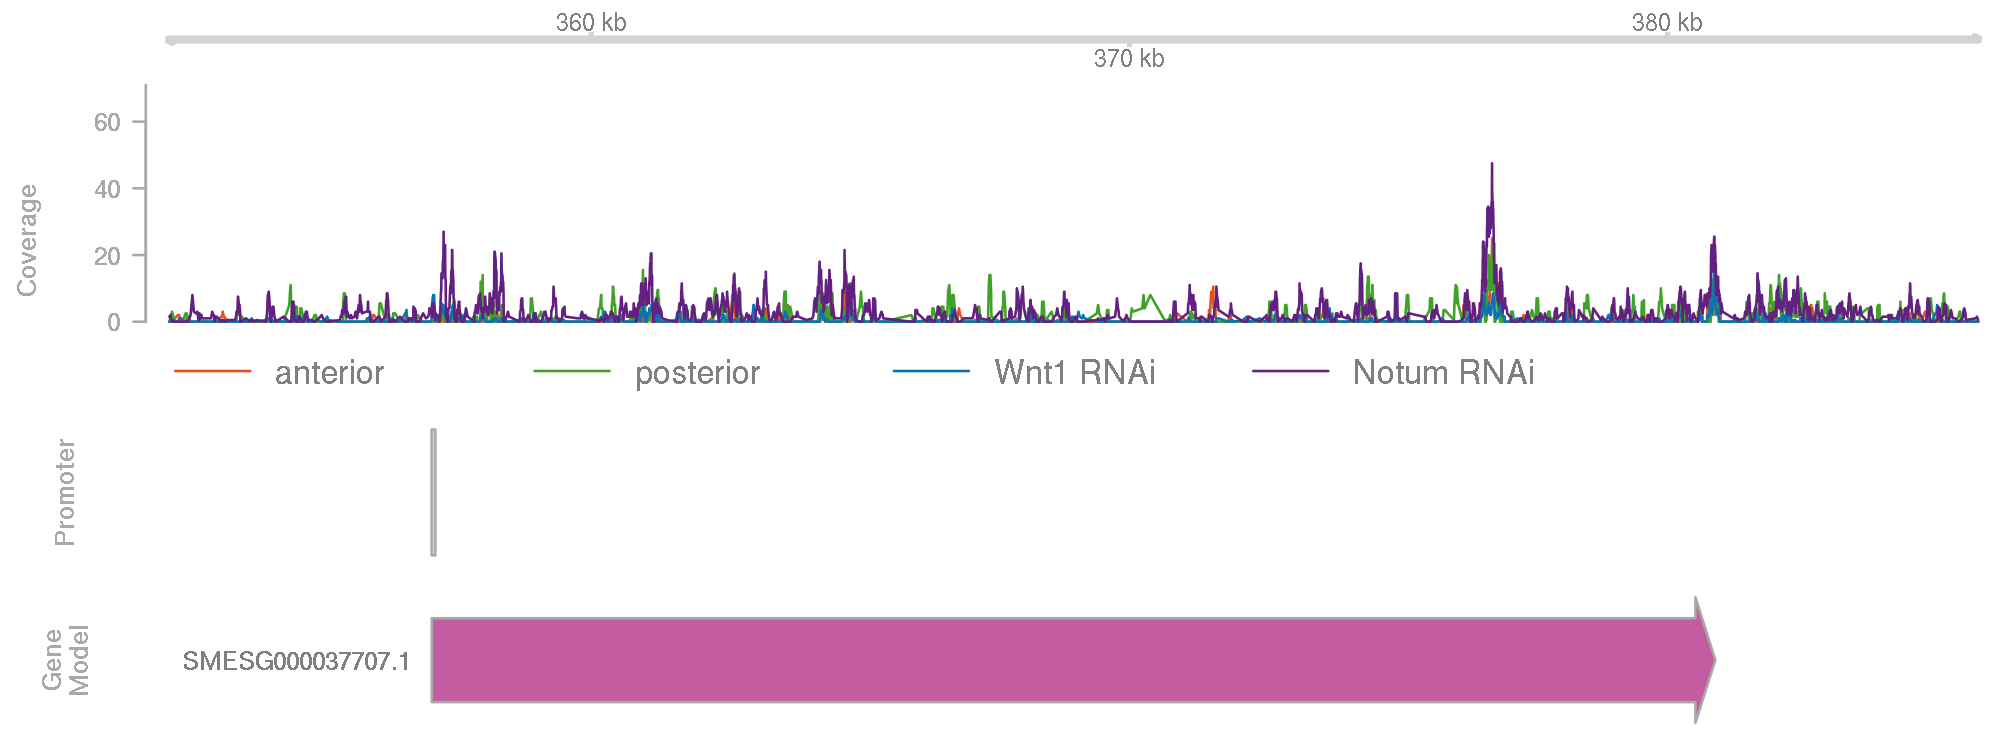 360 kb
380 kb
370 kb
Coverage
60
40
20
0
anterior
posterior
Wnt1 RNAi
Notum RNAi
Promoter
Gene
Model
SMESG000037707.1